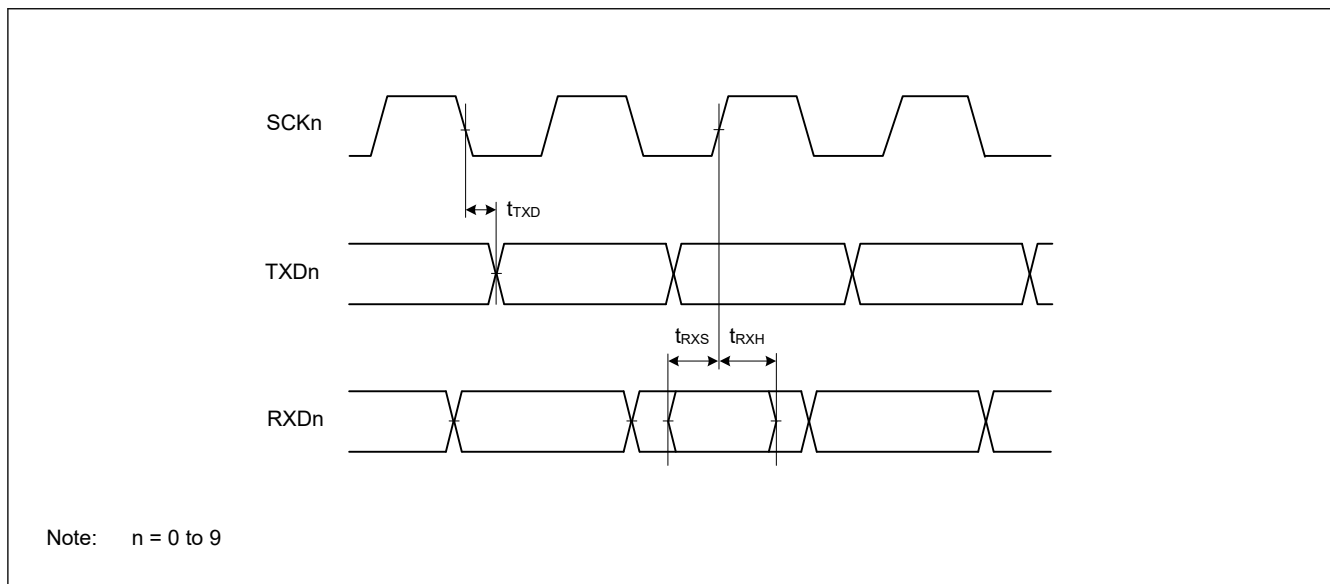 SCKn
tTXD
TXDn
tRXS tRXH
RXDn
Note: n = 0 to 9